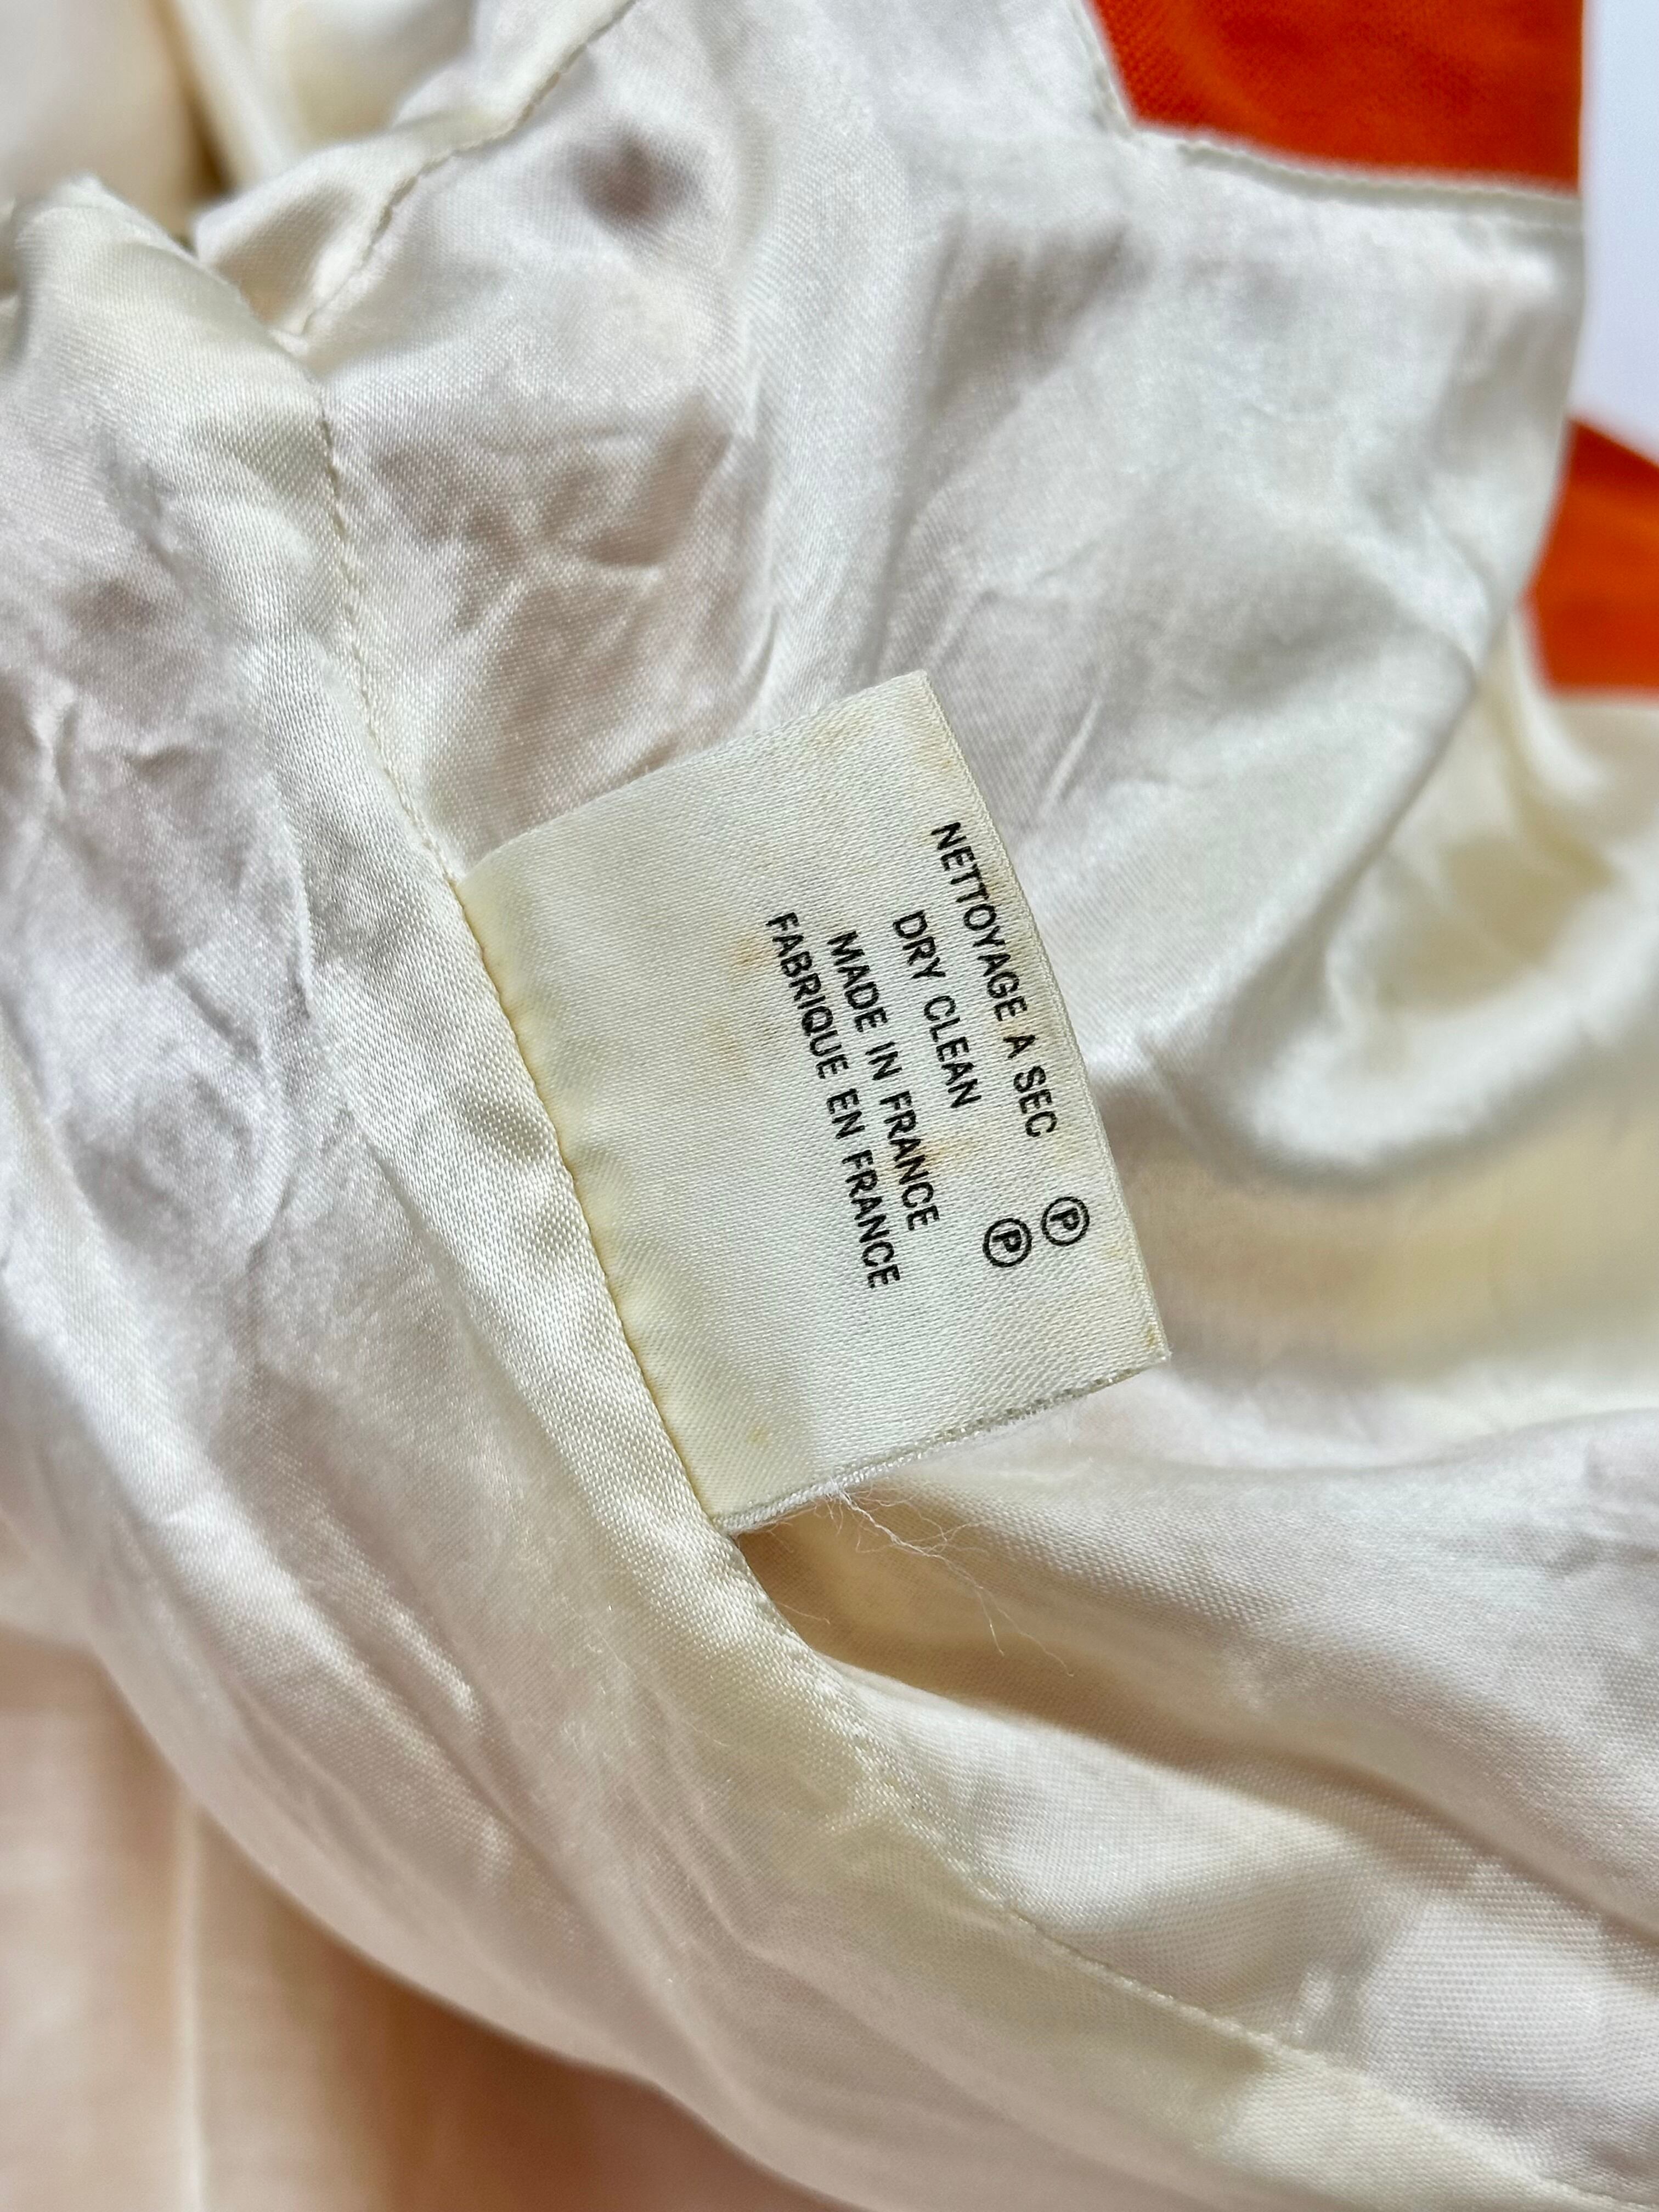 NETTOYAGE A SEC Ⓟ
DRY CLEAN Ⓟ
MADE IN FRANCE
FABRIQUE EN FRANCE